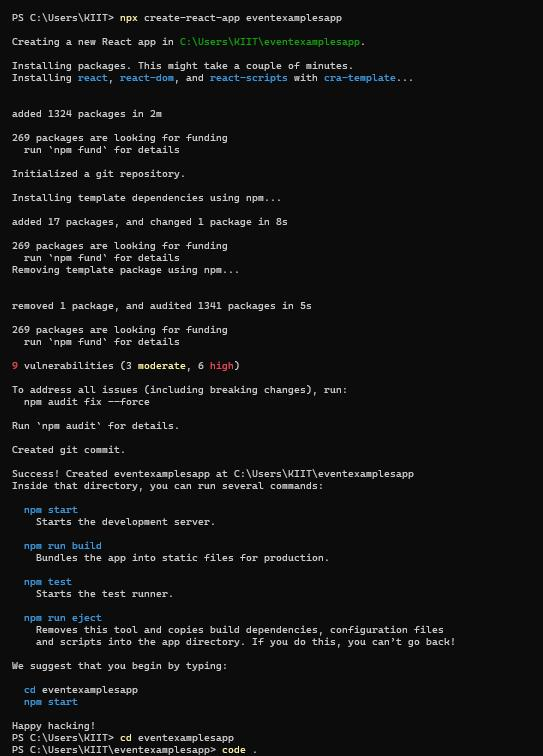 PS C:\Users\KIIT> npx create-react-app eventexamplesapp
Creating a new React app in C:\Users\KIIT\eventexamplesapp.
Installing packages. This might take a couple of minutes.
Installing react, react-dom, and react-scripts with cra-template...
added 1324 packages in 2m
269 packages are looking for funding
  run `npm fund` for details
Initialized a git repository.
Installing template dependencies using npm...
added 17 packages, and changed 1 package in 8s
269 packages are looking for funding
  run `npm fund` for details
Removing template package using npm...
removed 1 package, and audited 1341 packages in 5s
269 packages are looking for funding
  run `npm fund` for details
9 vulnerabilities (3 moderate, 6 high)
To address all issues (including breaking changes), run:
  npm audit fix --force
Run `npm audit` for details.
Created git commit.
Success! Created eventexamplesapp at C:\Users\KIIT\eventexamplesapp
Inside that directory, you can run several commands:
  npm start
    Starts the development server.
  npm run build
    Bundles the app into static files for production.
  npm test
    Starts the test runner.
  npm run eject
    Removes this tool and copies build dependencies, configuration files
    and scripts into the app directory. If you do this, you can’t go back!
We suggest that you begin by typing:
  cd eventexamplesapp
  npm start
Happy hacking!
PS C:\Users\KIIT> cd eventexamplesapp
PS C:\Users\KIIT\eventexamplesapp> code .